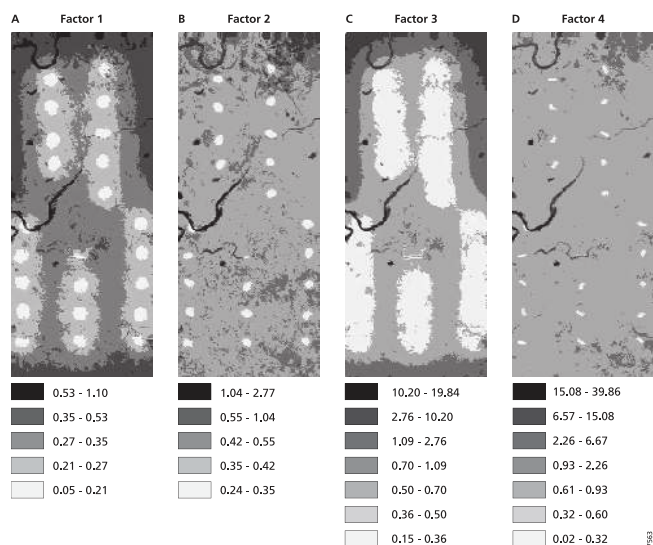 A Factor 1
B Factor 2
C Factor 3
D Factor 4
0.53 - 1.10
0.35 - 0.53
0.27 - 0.35
0.21 - 0.27
0.05 - 0.21
1.04 - 2.77
0.55 - 1.04
0.42 - 0.55
0.35 - 0.42
0.24 - 0.35
10.20 - 19.84
2.76 - 10.20
1.09 - 2.76
0.70 - 1.09
0.50 - 0.70
0.36 - 0.50
0.15 - 0.36
15.08 - 39.86
6.57 - 15.08
2.26 - 6.67
0.93 - 2.26
0.61 - 0.93
0.32 - 0.60
0.02 - 0.32
7563